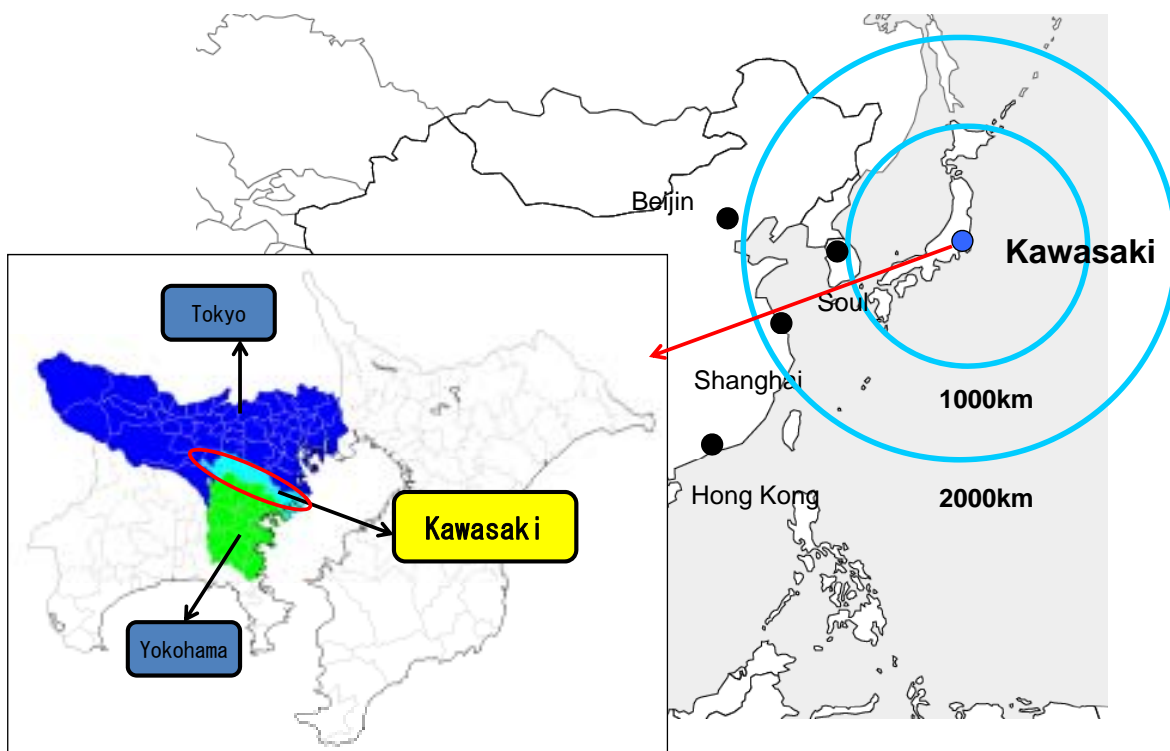 Beijin
Kawasaki
Soul
Tokyo
Shanghai
1000km
Hong Kong
2000km
Kawasaki
Yokohama